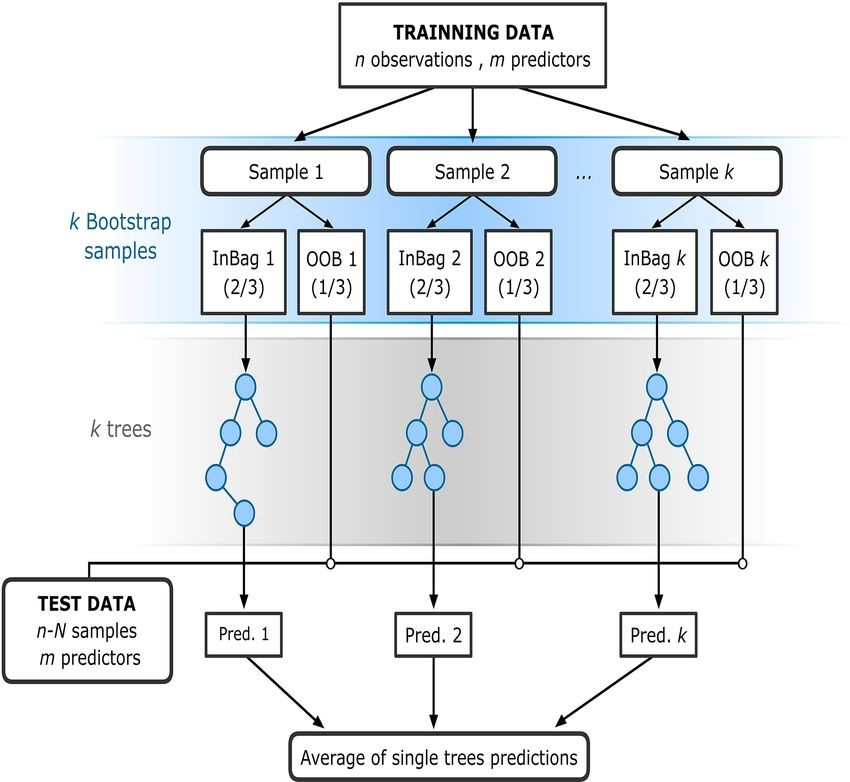 TRAINNING DATA
n observations , m predictors
Sample 1
Sample 2
...
Sample k
k Bootstrap
samples
InBag 1
(2/3)
OOB 1
(1/3)
InBag 2
(2/3)
OOB 2
(1/3)
InBag k
(2/3)
OOB k
(1/3)
k trees
TEST DATA
n-N samples
m predictors
Pred. 1
Pred. 2
Pred. k
Average of single trees predictions